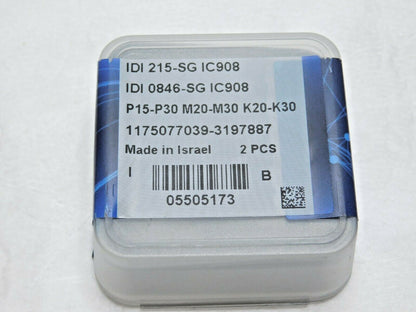 IDI 215-SG IC908
IDI 0846-SG IC908
P15-P30 M20-M30 K20-K30
1175077039-3197887
Made in Israel 2 PCS
I B
05505173